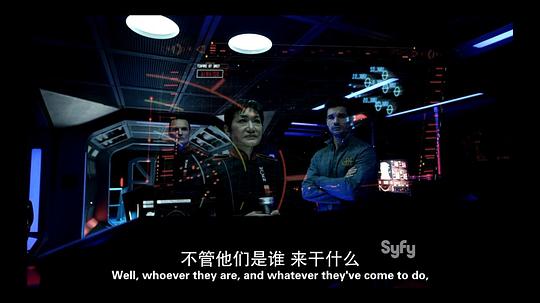 不管他们是谁 来干什么
Syfy
Well, whoever they are, and whatever they've come to do,